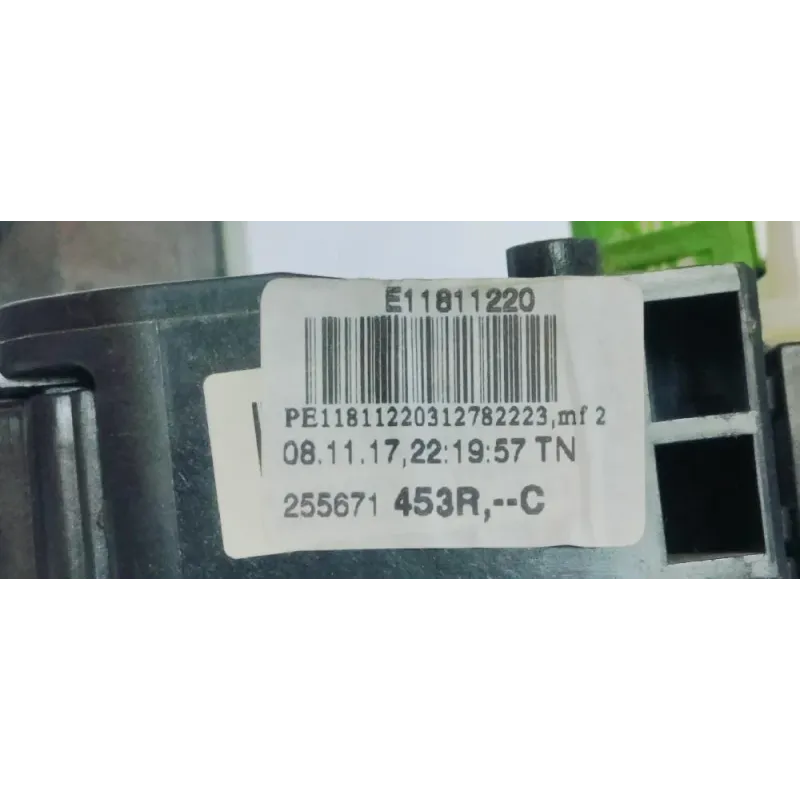 E11811220
PE11811220312782223,mf 2
08.11.17,22:19:57 TN
255671 453R,--C